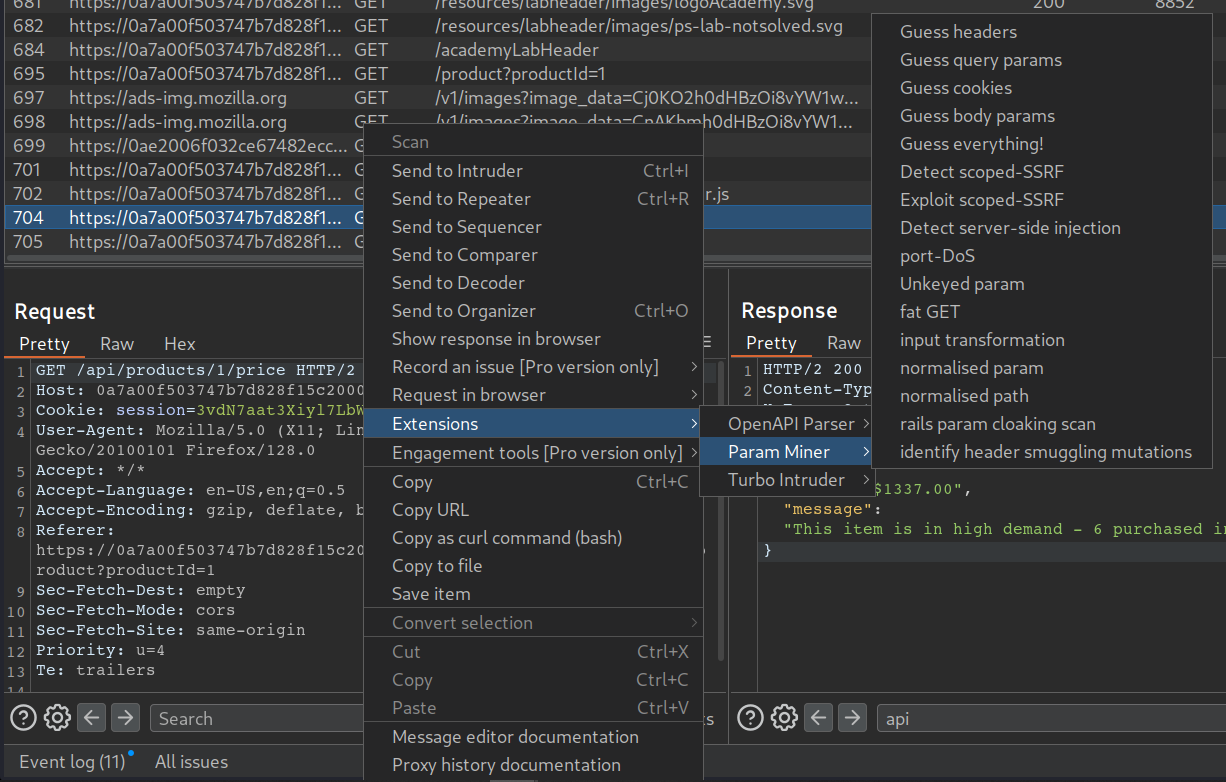 681 GET /resources/labheader/images/logoAcademy.svg 200 8852
682 https://0a7a00f503747b7d828f1... GET /resources/labheader/images/ps-lab-notsolved.svg
684 https://0a7a00f503747b7d828f1... GET /academyLabHeader
695 https://0a7a00f503747b7d828f1... GET /product?productId=1
697 https://ads-img.mozilla.org GET /v1/images?image_data=Cj0KO2h0dHBzOi8vYW1w...
698 https://ads-img.mozilla.org GET
699 https://0ae2006f032ce67482ecc...
701 https://0a7a00f503747b7d828f1...
702 https://0a7a00f503747b7d828f1... r.js
704 https://0a7a00f503747b7d828f1...
705 https://0a7a00f503747b7d828f1...
Scan
Send to Intruder Ctrl+I
Send to Repeater Ctrl+R
Send to Sequencer
Send to Comparer
Send to Decoder
Send to Organizer Ctrl+O
Show response in browser
Record an issue [Pro version only]
Request in browser
Extensions
Engagement tools [Pro version only]
Copy Ctrl+C
Copy URL
Copy as curl command (bash)
Copy to file
Save item
Convert selection
Cut Ctrl+X
Copy Ctrl+C
Paste Ctrl+V
Message editor documentation
Proxy history documentation
OpenAPI Parser
Param Miner
Turbo Intruder
Guess headers
Guess query params
Guess cookies
Guess body params
Guess everything!
Detect scoped-SSRF
Exploit scoped-SSRF
Detect server-side injection
port-DoS
Unkeyed param
fat GET
input transformation
normalised param
normalised path
rails param cloaking scan
identify header smuggling mutations
Request
Pretty Raw Hex
1 GET /api/products/1/price HTTP/2
2 Host: 0a7a00f503747b7d828f15c2000
3 Cookie: session=3vdN7aat3Xiyl7LbW
4 User-Agent: Mozilla/5.0 (X11; Lin
Gecko/20100101 Firefox/128.0
5 Accept: */*
6 Accept-Language: en-US,en;q=0.5
7 Accept-Encoding: gzip, deflate, b
8 Referer:
https://0a7a00f503747b7d828f15c20
roduct?productId=1
9 Sec-Fetch-Dest: empty
10 Sec-Fetch-Mode: cors
11 Sec-Fetch-Site: same-origin
12 Priority: u=4
13 Te: trailers
14
Search
Response
Pretty Raw
1 HTTP/2 200
2 Content-Typ
$1337.00",
"message":
"This item is in high demand - 6 purchased in
}
api
Event log (11) All issues